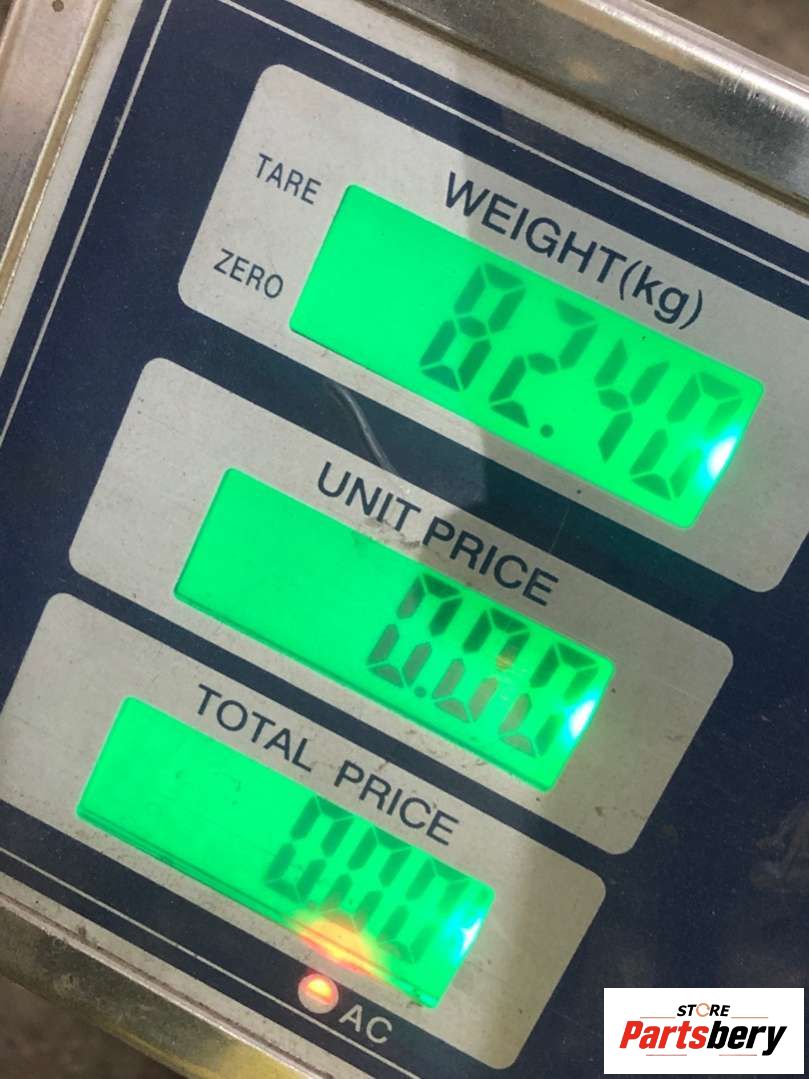 WEIGHT(kg)
TARE
ZERO
82.40
UNIT PRICE
0.00
TOTAL PRICE
0.00
AC
STORE
Partsbery